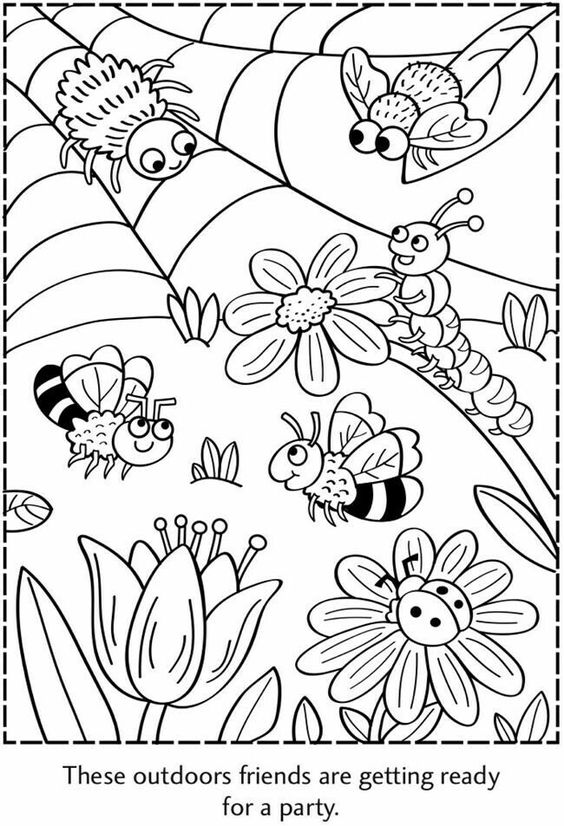 These outdoors friends are getting ready
for a party.